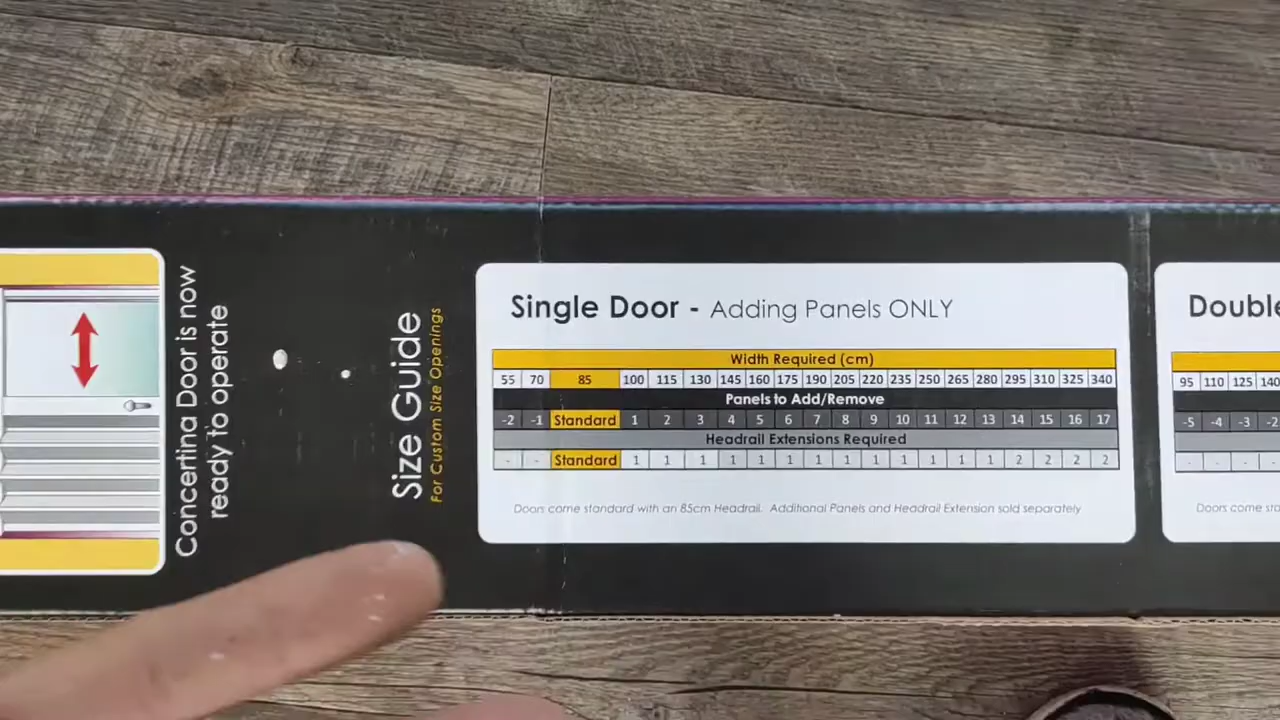 Concertina Door is now
ready to operate
Size Guide
For Custom Size Openings
Single Door - Adding Panels ONLY
Width Required (cm)
55 70 85 100 115 130 145 160 175 190 205 220 235 250 265 280 295 310 325 340
Panels to Add/Remove
-2 -1 Standard 1 2 3 4 5 6 7 8 9 10 11 12 13 14 15 16 17
Headrail Extensions Required
- - Standard 1 1 1 1 1 1 1 1 1 1 1 1 1 2 2 2 2
Doors come standard with an 85cm Headrail. Additional Panels and Headrail Extension sold separately
Double
95 110 125 140
-5 -4 -3 -2
- - - -
Doors come sta